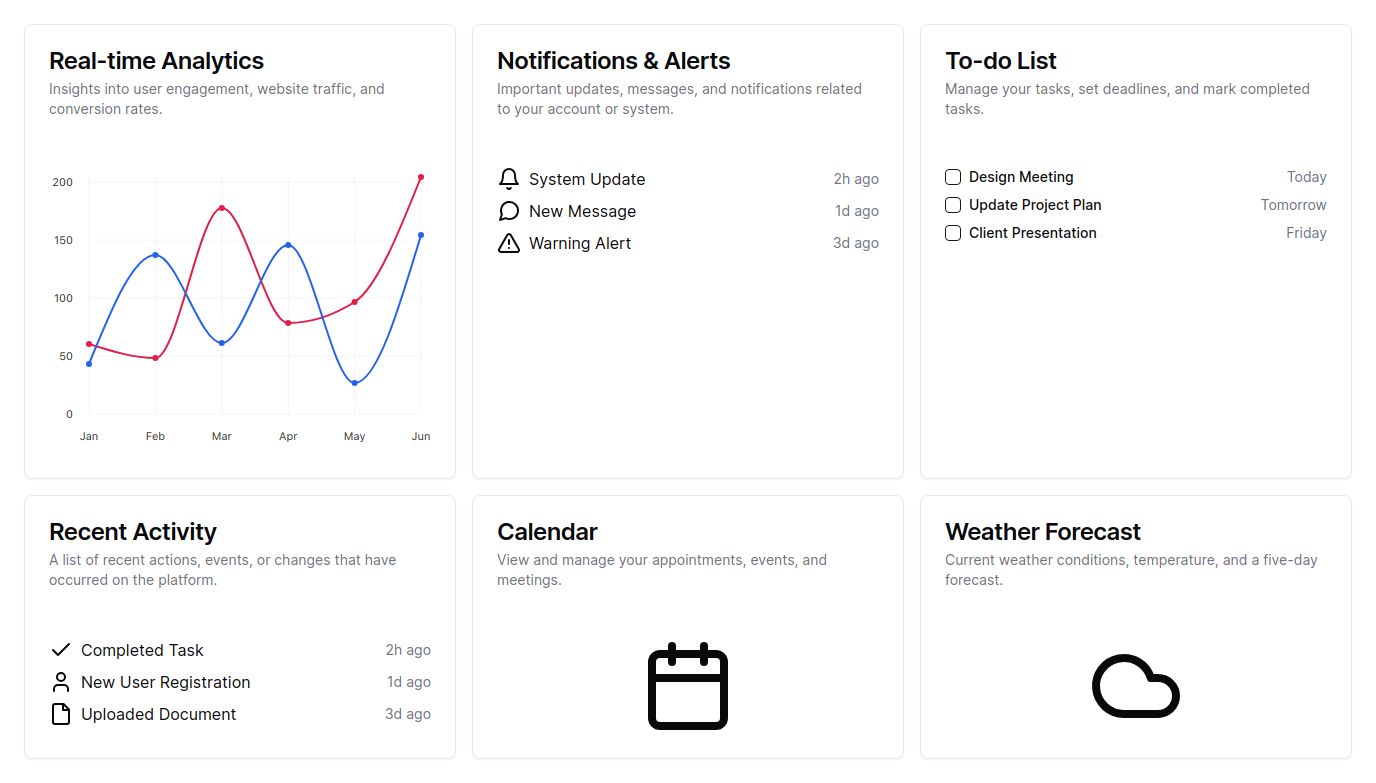 Real-time Analytics
Insights into user engagement, website traffic, and
conversion rates.
200
150
100
50
0
Jan Feb Mar Apr May Jun
Notifications & Alerts
Important updates, messages, and notifications related
to your account or system.
System Update 2h ago
New Message 1d ago
Warning Alert 3d ago
To-do List
Manage your tasks, set deadlines, and mark completed
tasks.
Design Meeting Today
Update Project Plan Tomorrow
Client Presentation Friday
Recent Activity
A list of recent actions, events, or changes that have
occurred on the platform.
Completed Task 2h ago
New User Registration 1d ago
Uploaded Document 3d ago
Calendar
View and manage your appointments, events, and
meetings.
Weather Forecast
Current weather conditions, temperature, and a five-day
forecast.